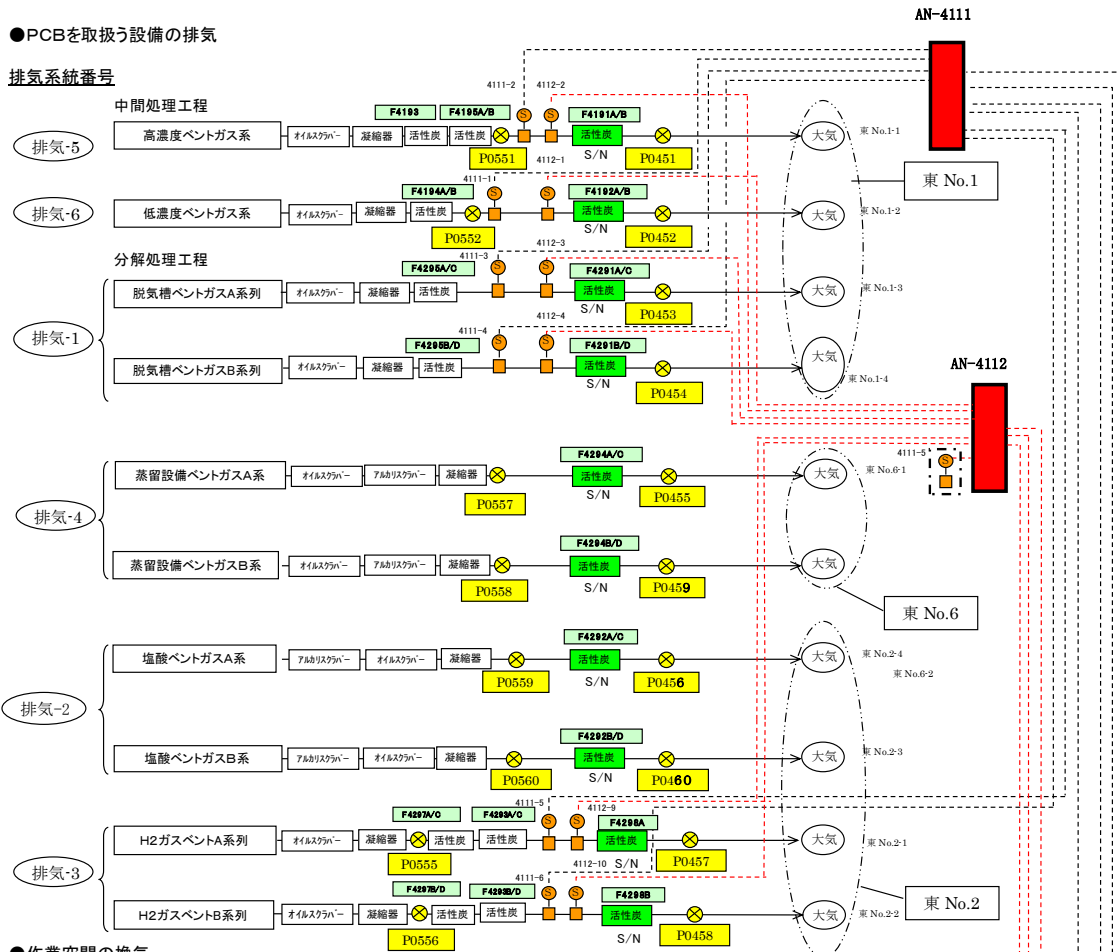 AN-4111
●PCBを取扱う設備の排気
排気系統番号
中間処理工程
4111-2
4112-2
F4193
F4195A/B
F4191A/B
排気-5
高濃度ベントガス系
オイルスクラバー
凝縮器
活性炭
活性炭
活性炭
大気
東 No.1-1
S
S
S/N
P0551
P0451
4112-1
東 No.1
4111-1
F4194A/B
F4192A/B
排気-6
低濃度ベントガス系
オイルスクラバー
凝縮器
活性炭
S
S
活性炭
大気
東 No.1-2
S/N
P0552
P0452
4112-3
分解処理工程
4111-3
F4295A/C
F4291A/C
脱気槽ベントガスA系列
オイルスクラバー
凝縮器
活性炭
S
S
活性炭
大気
東 No.1-3
S/N
P0453
排気-1
4111-4
4112-4
F4295B/D
F4291B/D
脱気槽ベントガスB系列
オイルスクラバー
凝縮器
活性炭
S
S
活性炭
大気
東 No.1-4
S/N
P0454
AN-4112
4111-5
S
F4294A/C
蒸留設備ベントガスA系
オイルスクラバー
アルカリスクラバー
凝縮器
活性炭
大気
東 No.6-1
S/N
P0557
P0455
排気-4
F4294B/D
蒸留設備ベントガスB系
オイルスクラバー
アルカリスクラバー
凝縮器
活性炭
大気
S/N
P0558
P0459
東 No.6
F4292A/C
塩酸ベントガスA系
アルカリスクラバー
オイルスクラバー
凝縮器
活性炭
大気
東 No.2-4
東 No.6-2
S/N
P0559
P0456
排気-2
F4292B/D
塩酸ベントガスB系
アルカリスクラバー
オイルスクラバー
凝縮器
活性炭
大気
東 No.2-3
S/N
P0560
P0460
4111-5
4112-9
F4297A/C
F4293A/C
F4298A
H2ガスベントA系列
オイルスクラバー
凝縮器
活性炭
活性炭
S
S
活性炭
大気
東 No.2-1
4112-10
S/N
P0555
P0457
排気-3
4111-6
F4297B/D
F4293B/D
F4298B
H2ガスベントB系列
オイルスクラバー
凝縮器
活性炭
活性炭
S
S
活性炭
大気
東 No.2-2
東 No.2
S/N
P0556
P0458
●作業空間の換気